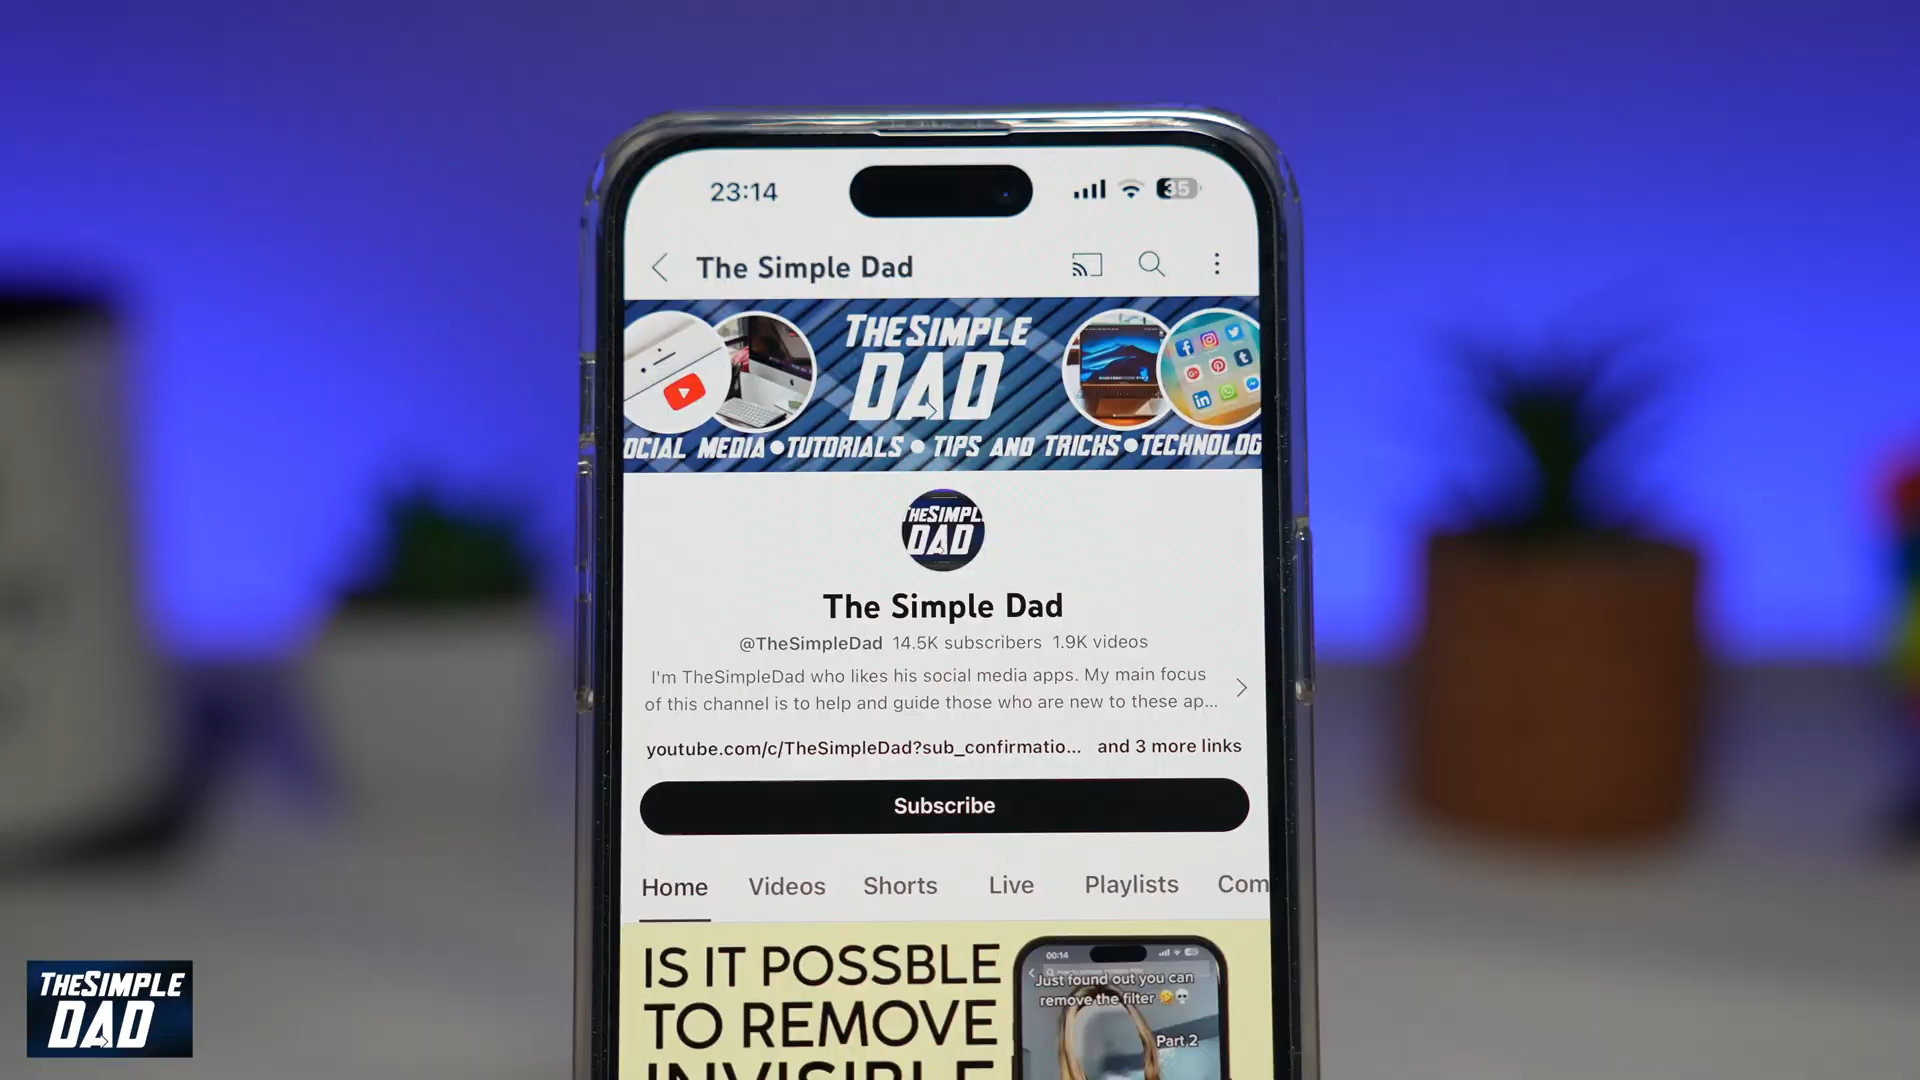 23:14
35
The Simple Dad
THESIMPLE
DAD
OCIAL MEDIA • TUTORIALS • TIPS AND TRICKS • TECHNOLOG
HESIMPL
DAD
The Simple Dad
@TheSimpleDad 14.5K subscribers 1.9K videos
I'm TheSimpleDad who likes his social media apps. My main focus
of this channel is to help and guide those who are new to these ap...
youtube.com/c/TheSimpleDad?sub_confirmatio... and 3 more links
Subscribe
Home Videos Shorts Live Playlists Com
IS IT POSSBLE
TO REMOVE
INVISIBLE
00:14
Just found out you can
remove the filter 🤣💀
Part 2
THESIMPLE
DAD